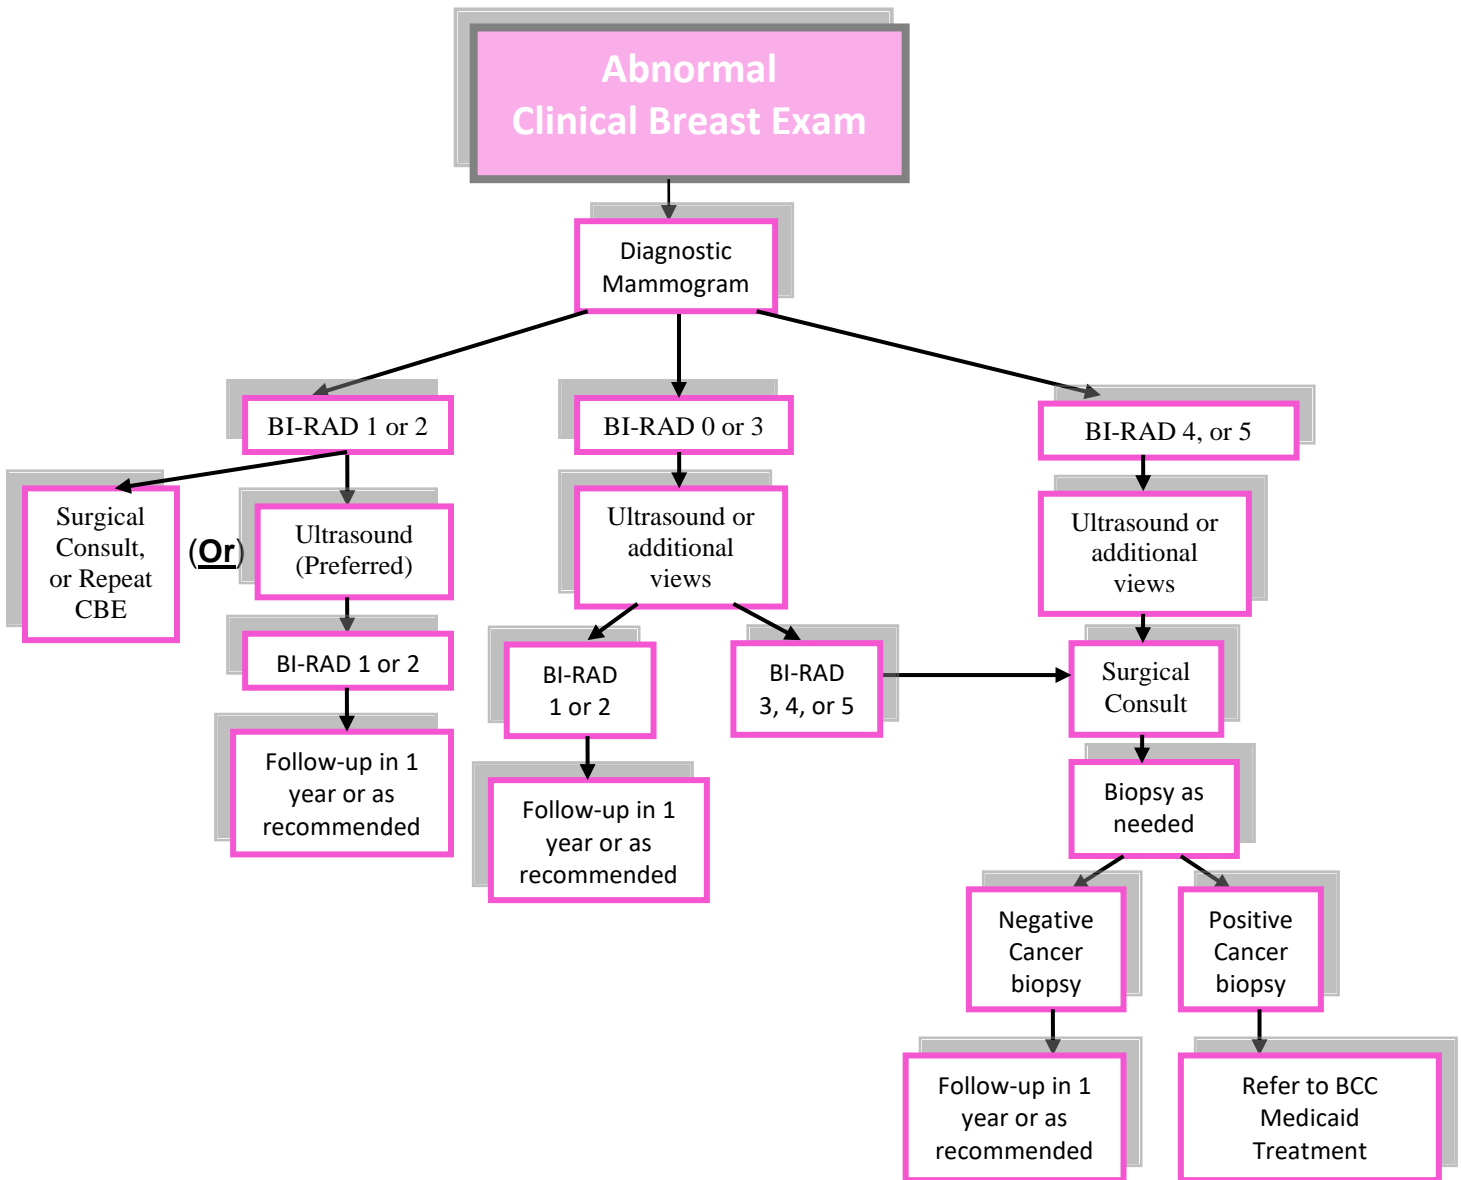 Abnormal
Clinical Breast Exam
Diagnostic
Mammogram
BI-RAD 1 or 2
BI-RAD 0 or 3
BI-RAD 4, or 5
Surgical
Consult,
or Repeat
CBE
(Or)
Ultrasound
(Preferred)
Ultrasound or
additional
views
Ultrasound or
additional
views
BI-RAD 1 or 2
BI-RAD
1 or 2
BI-RAD
3, 4, or 5
Surgical
Consult
Follow-up in 1
year or as
recommended
Follow-up in 1
year or as
recommended
Biopsy as
needed
Negative
Cancer
biopsy
Positive
Cancer
biopsy
Follow-up in 1
year or as
recommended
Refer to BCC
Medicaid
Treatment